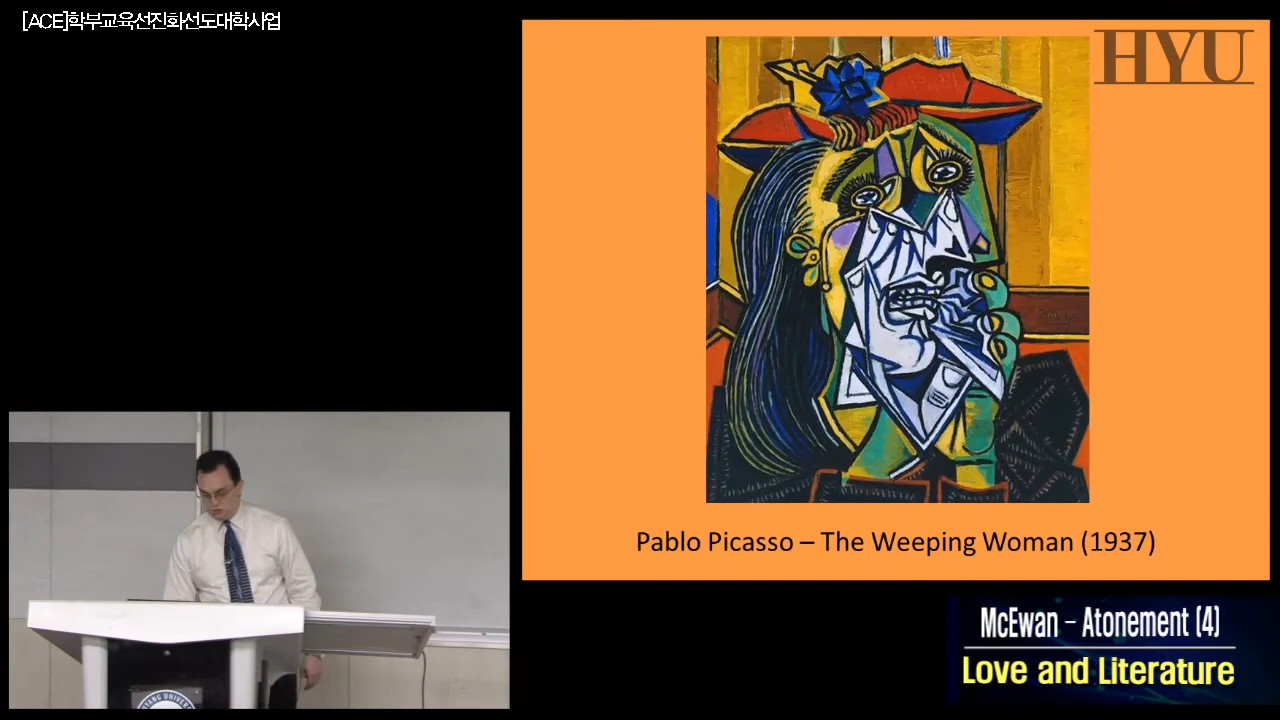 [ACE]학부교육선진화선도대학사업
HYU
Pablo Picasso – The Weeping Woman (1937)
McEwan – Atonement (4)
Love and Literature